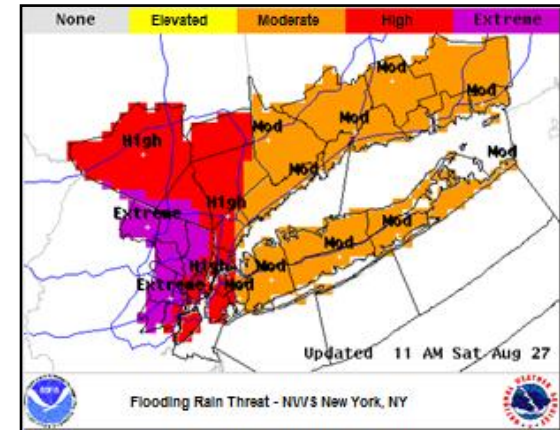 None Elevated Moderate High Extreme
Mod
Mod
Mod
Mod
High
Mod
Mod
High
Extreme
Mod
Mod
High
Mod
Extreme
Mod
Updated 11 AM Sat Aug 27
Flooding Rain Threat - NWS New York, NY